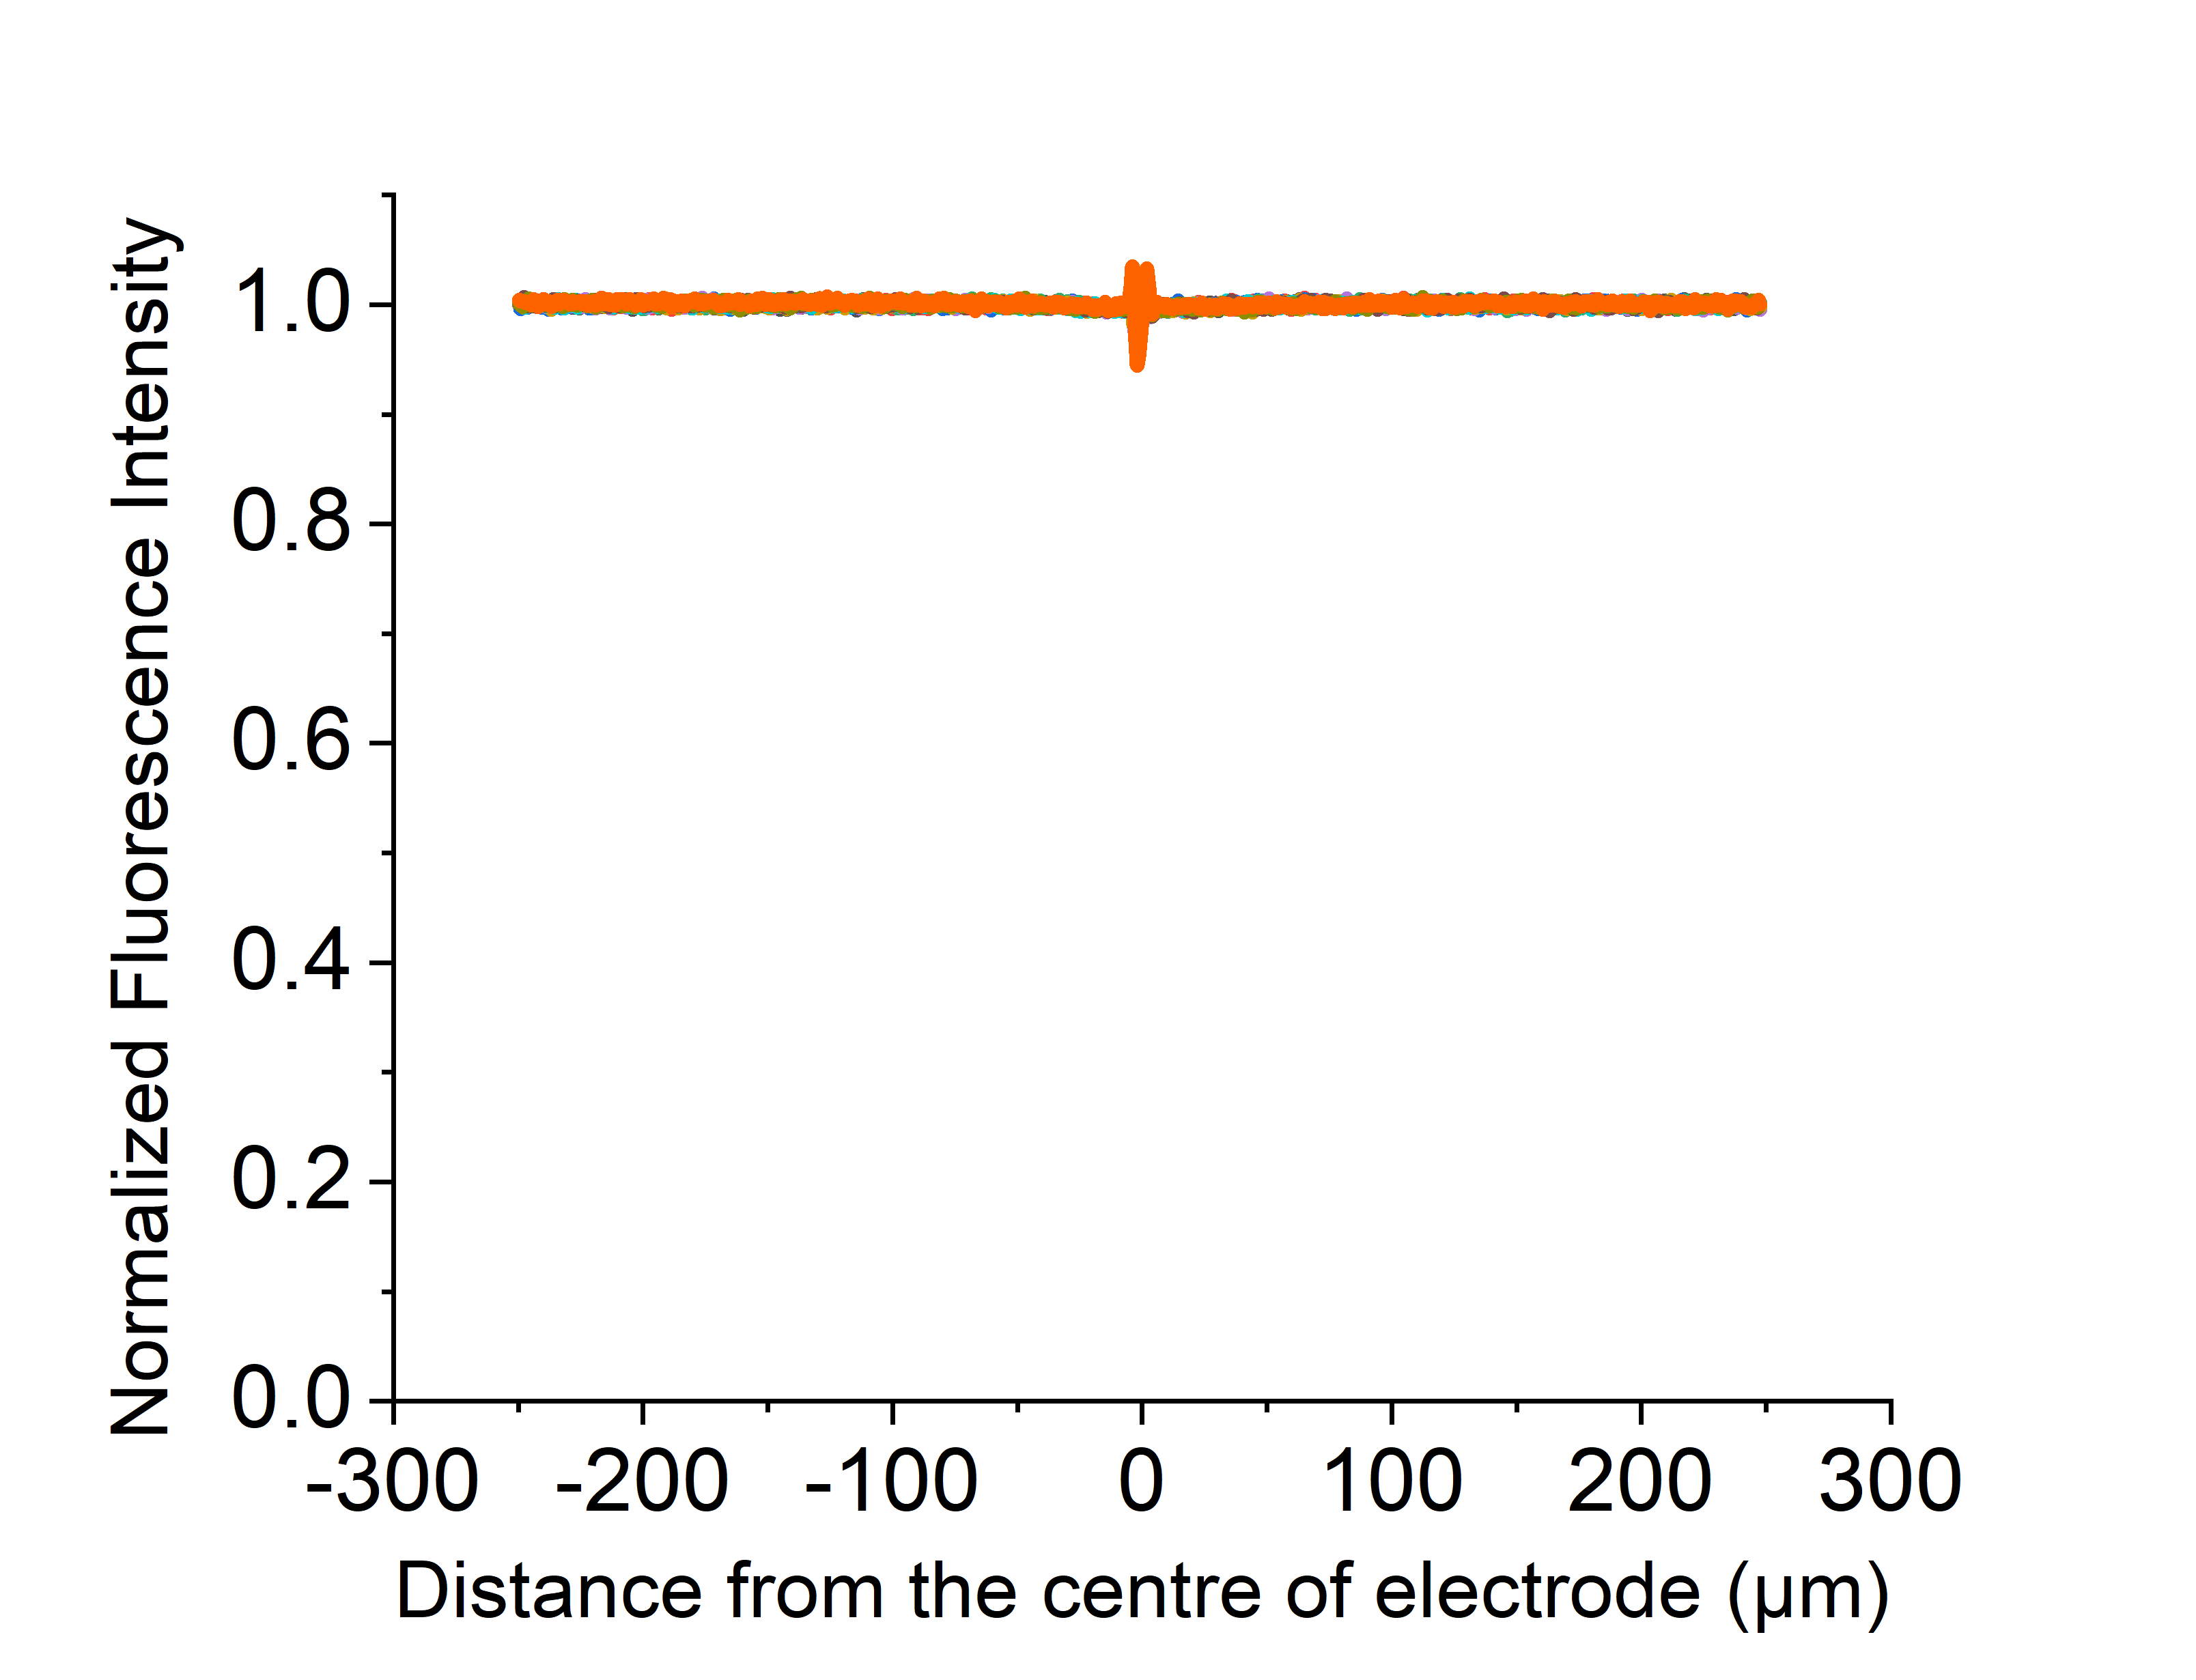 Normalized Fluorescence Intensity
1.0
0.8
0.6
0.4
0.2
0.0
-300 -200 -100 0 100 200 300
Distance from the centre of electrode (μm)